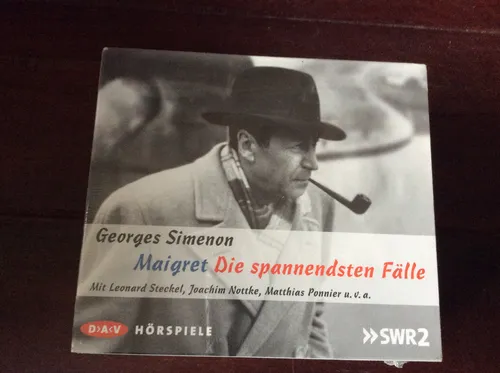 Georges Simenon
Maigret Die spannendsten Fälle
Mit Leonard Steckel, Joachim Nottke, Matthias Ponnier u.v.a.
D>A<V HÖRSPIELE
>>SWR2